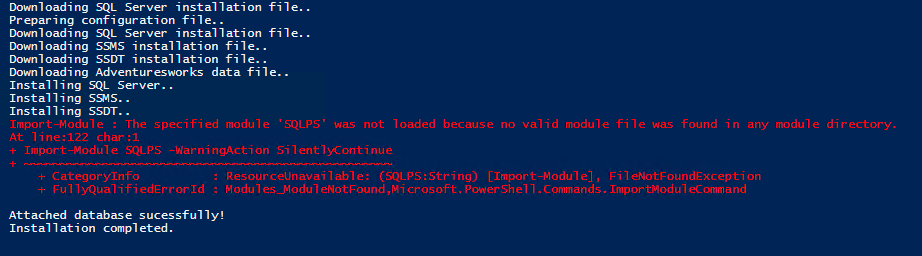 Downloading SQL Server installation file..
Preparing configuration file..
Downloading SQL Server installation file..
Downloading SSMS installation file..
Downloading SSDT installation file..
Downloading Adventuresworks data file..
Installing SQL Server..
Installing SSMS..
Installing SSDT..
Import-Module : The specified module 'SQLPS' was not loaded because no valid module file was found in any module directory.
At line:122 char:1
+ Import-Module SQLPS -WarningAction SilentlyContinue
+ ~~~~~~~~~~~~~~~~~~~~~~~~~~~~~~~~~~~~~~~~~~~~~~~~~~~
    + CategoryInfo          : ResourceUnavailable: (SQLPS:String) [Import-Module], FileNotFoundException
    + FullyQualifiedErrorId : Modules_ModuleNotFound,Microsoft.PowerShell.Commands.ImportModuleCommand
Attached database sucessfully!
Installation completed.